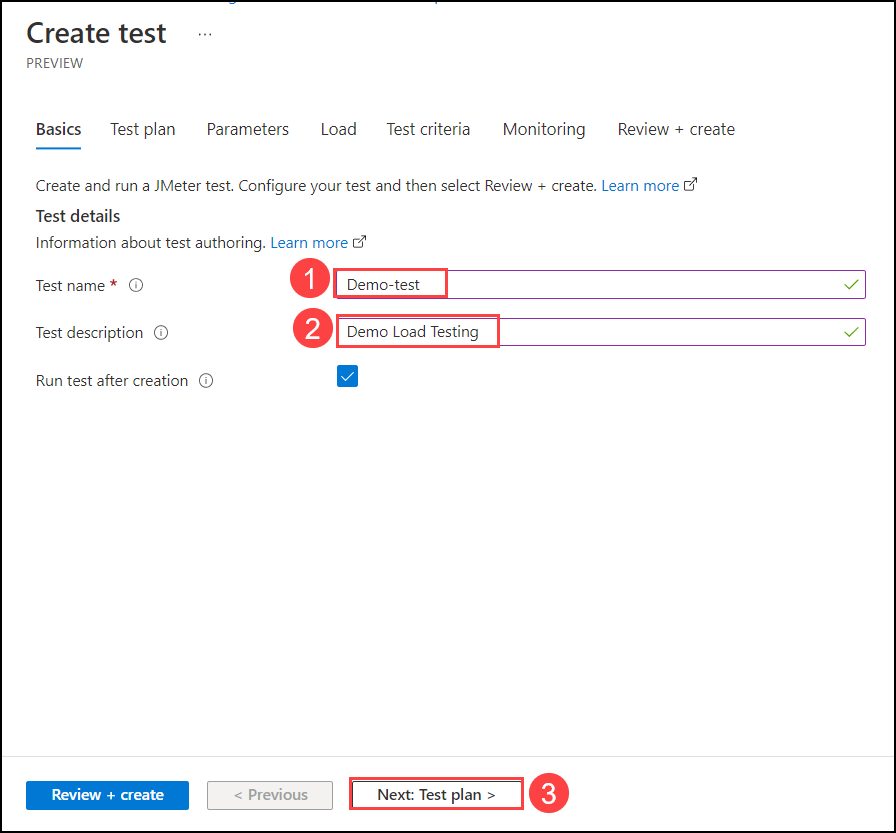 Create test ...
PREVIEW
Basics Test plan Parameters Load Test criteria Monitoring Review + create
Create and run a JMeter test. Configure your test and then select Review + create. Learn more
Test details
Information about test authoring. Learn more
Test name * 1 Demo-test
Test description 2 Demo Load Testing
Run test after creation
Review + create < Previous Next: Test plan > 3